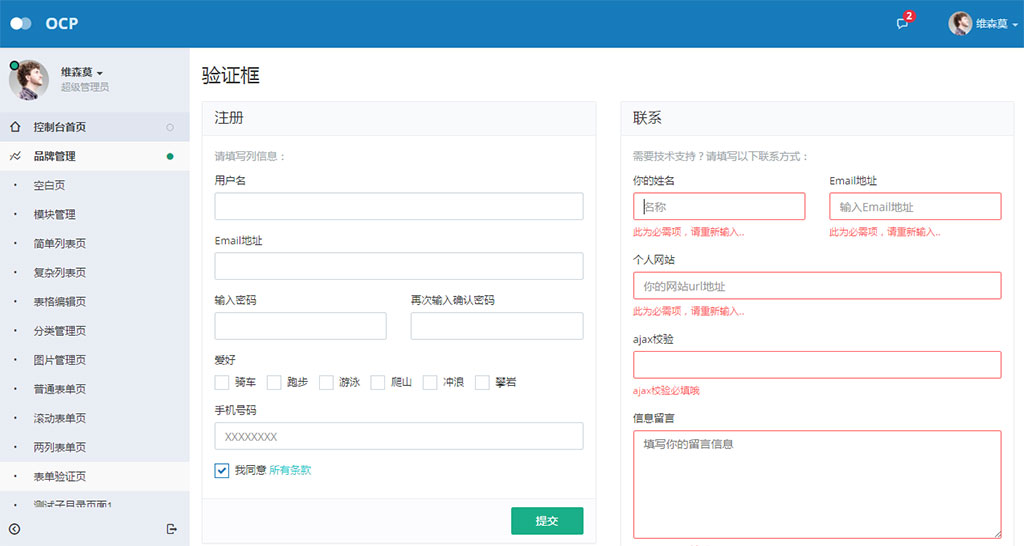 OCP
2
维森莫
维森莫
超级管理员
控制台首页
品牌管理
空白页
模块管理
简单列表页
复杂列表页
表格编辑页
分类管理页
图片管理页
普通表单页
滚动表单页
两列表单页
表单验证页
测试子目录页面1
验证框
注册
请填写列信息：
用户名
Email地址
输入密码 再次输入确认密码
爱好
骑车 跑步 游泳 爬山 冲浪 攀岩
手机号码
XXXXXXXX
我同意 所有条款
提交
联系
需要技术支持？请填写以下联系方式：
你的姓名 Email地址
名称 输入Email地址
此为必需项，请重新输入.. 此为必需项，请重新输入..
个人网站
你的网站url地址
此为必需项，请重新输入..
ajax校验
ajax校验必填哦
信息留言
填写你的留言信息